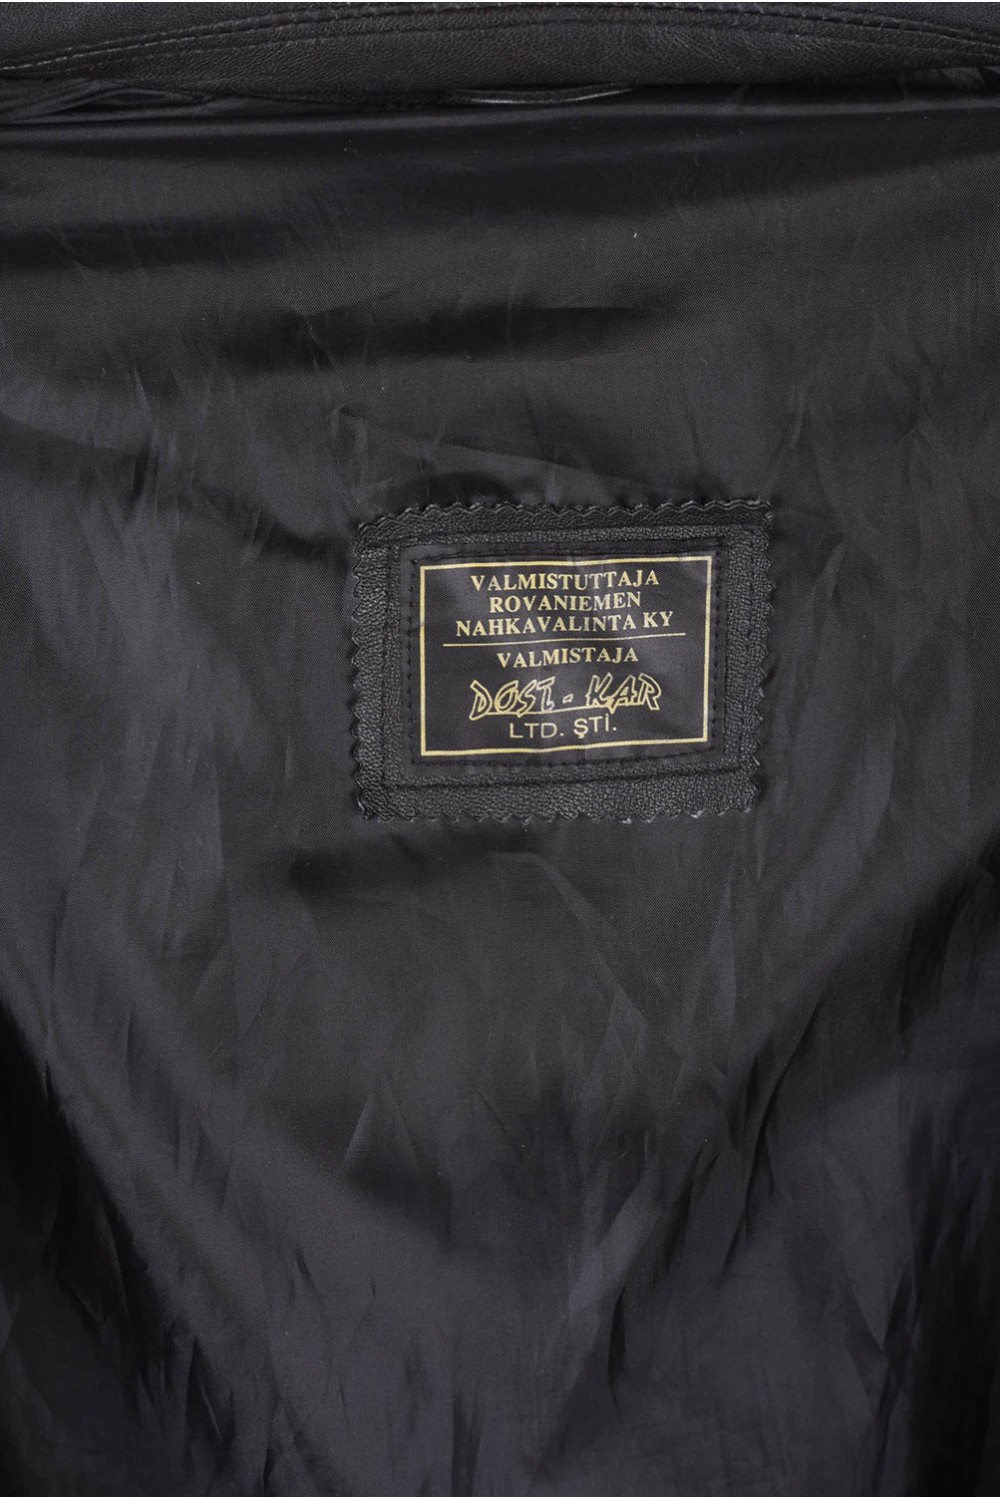 VALMISTUTTAJA
ROVANIEMEN
NAHKAVALINTA KY
VALMISTAJA
DOST-KAR
LTD. ŞTİ.